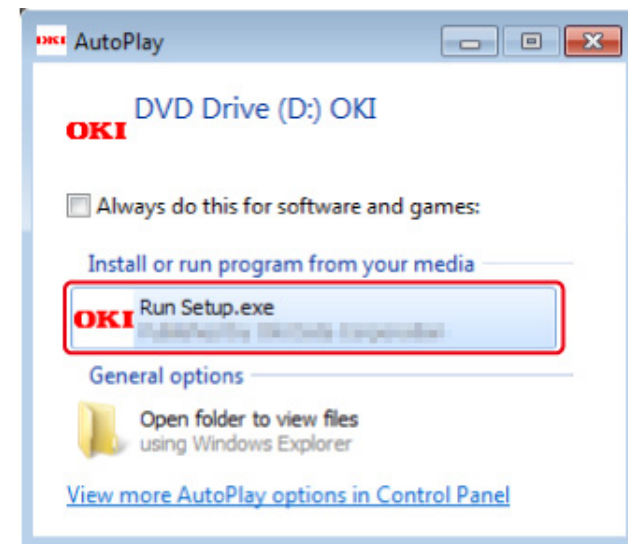 OKI AutoPlay
DVD Drive (D:) OKI
OKI
Always do this for software and games:
Install or run program from your media
Run Setup.exe
OKI
General options
Open folder to view files
using Windows Explorer
View more AutoPlay options in Control Panel